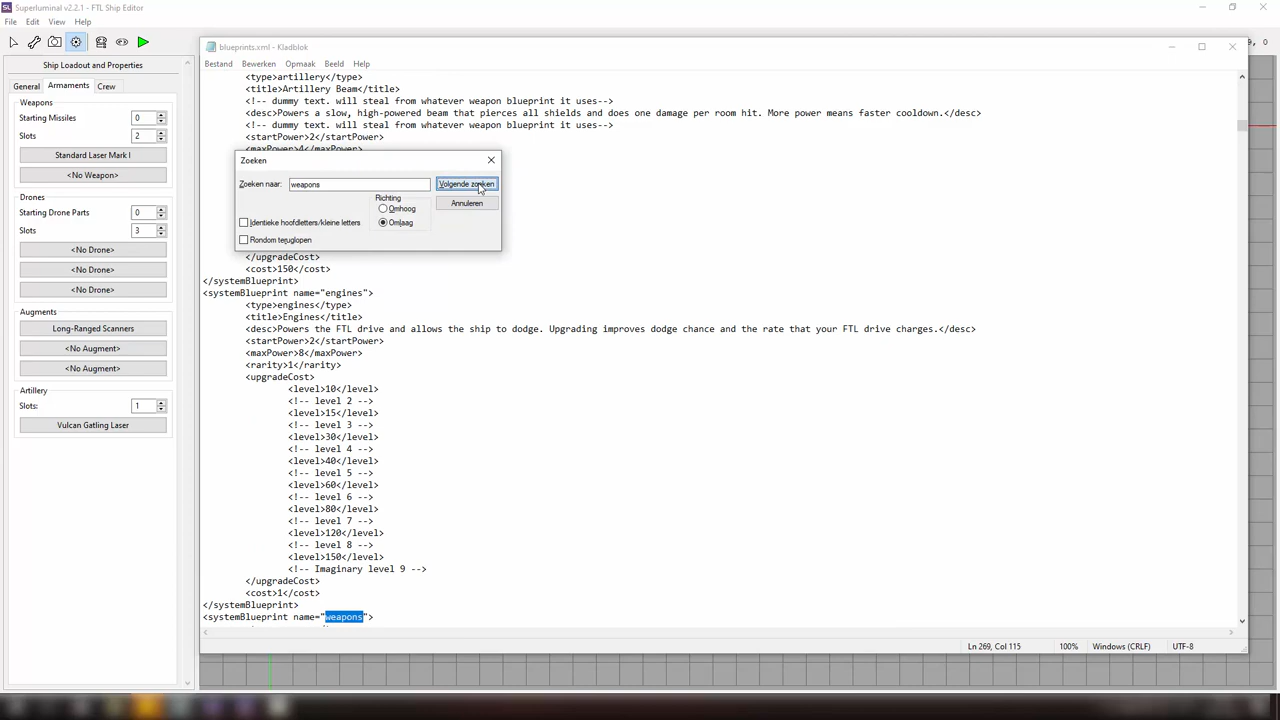 Superluminal v2.2.1 - FTL Ship Editor
File Edit View Help
Ship Loadout and Properties
General Armaments Crew
Weapons
Starting Missiles 0
Slots 2
Standard Laser Mark I
<No Weapon>
Drones
Starting Drone Parts 0
Slots 3
<No Drone>
<No Drone>
<No Drone>
Augments
Long-Ranged Scanners
<No Augment>
<No Augment>
Artillery
Slots: 1
Vulcan Gatling Laser
9, 0
blueprints.xml - Kladblok
Bestand Bewerken Opmaak Beeld Help
<type>artillery</type>
<title>Artillery Beam</title>
<!-- dummy text. will steal from whatever weapon blueprint it uses-->
<desc>Powers a slow, high-powered beam that pierces all shields and does one damage per room hit. More power means faster cooldown.</desc>
<!-- dummy text. will steal from whatever weapon blueprint it uses-->
<startPower>2</startPower>
<maxPower>4</maxPower>
Zoeken
Zoeken naar: weapons Volgende zoeken
Richting
Annuleren
Omhoog
Identieke hoofdletters/kleine letters Omlaag
Rondom teruglopen
</upgradeCost>
<cost>150</cost>
</systemBlueprint>
<systemBlueprint name="engines">
<type>engines</type>
<title>Engines</title>
<desc>Powers the FTL drive and allows the ship to dodge. Upgrading improves dodge chance and the rate that your FTL drive charges.</desc>
<startPower>2</startPower>
<maxPower>8</maxPower>
<rarity>1</rarity>
<upgradeCost>
<level>10</level>
<!-- level 2 -->
<level>15</level>
<!-- level 3 -->
<level>30</level>
<!-- level 4 -->
<level>40</level>
<!-- level 5 -->
<level>60</level>
<!-- level 6 -->
<level>80</level>
<!-- level 7 -->
<level>120</level>
<!-- level 8 -->
<level>150</level>
<!-- Imaginary level 9 -->
</upgradeCost>
<cost>1</cost>
</systemBlueprint>
<systemBlueprint name="weapons">
Ln 269, Col 115 100% Windows (CRLF) UTF-8